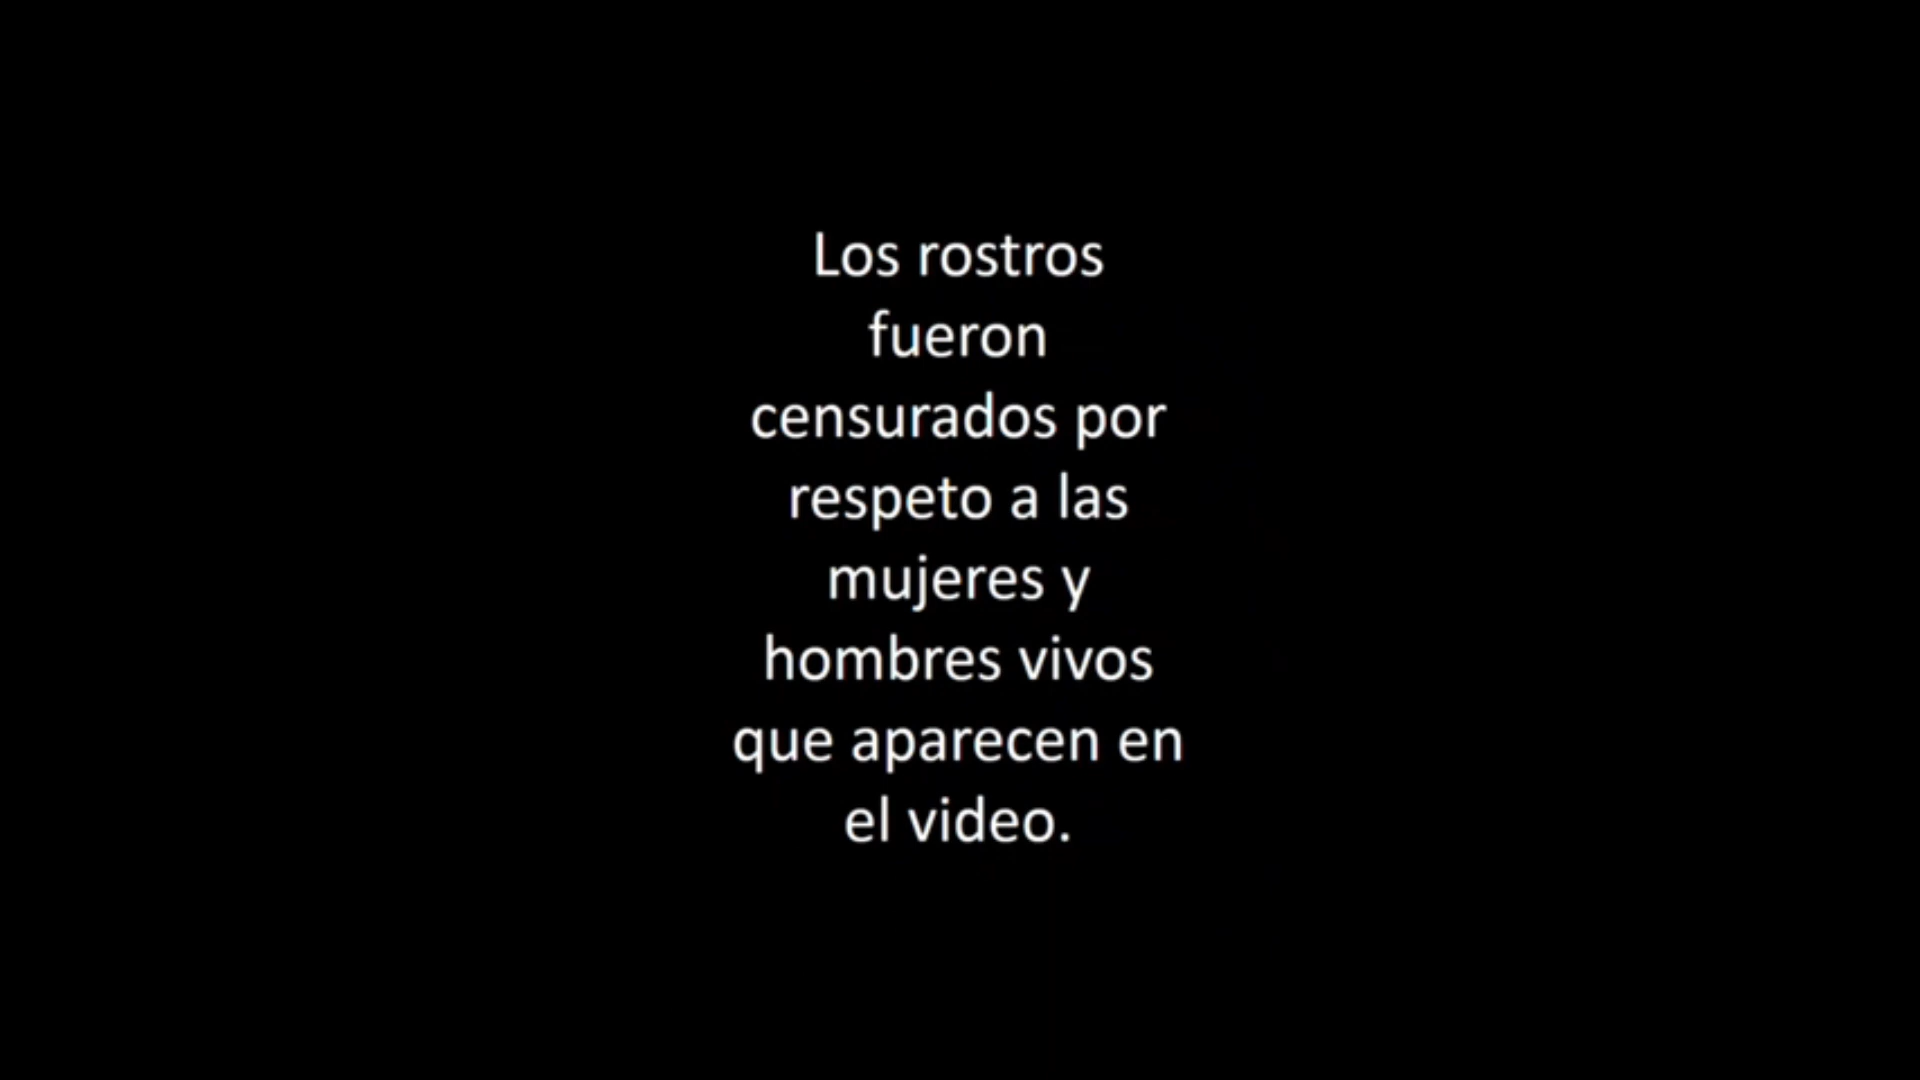 Los rostros
fueron
censurados por
respeto a las
mujeres y
hombres vivos
que aparecen en
el video.